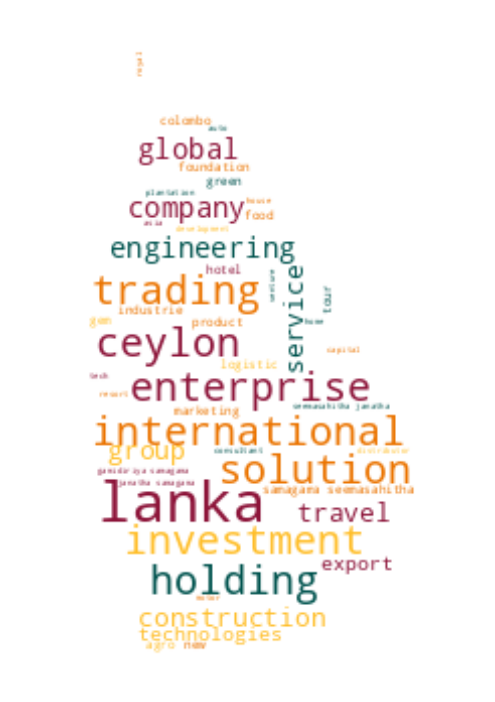 royal
colombo
auto
global
foundation
green
plantation
house
company
food
asia
development
engineering
hotel
service
venture
tour
trading
industrie
gem
product
home
ceylon
capital
logistic
tech
enterprise
resort
seemasahitha janatha
marketing
international
group
consultant
distributor
solution
gamidiriya samagama
janatha samagama
samagama seemasahitha
lanka
travel
investment
export
holding
motor
construction
technologies
agro
new